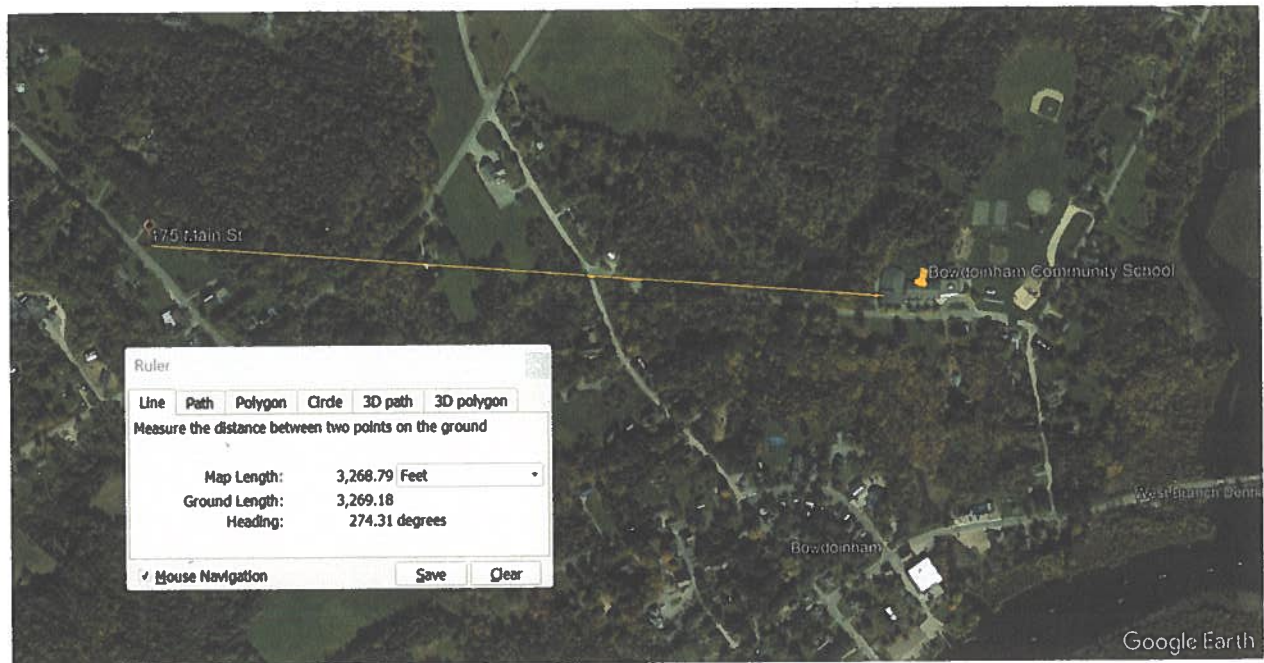 175 Main St
Bowdoinham Community School
Ruler
Line Path Polygon Circle 3D path 3D polygon
Measure the distance between two points on the ground
Map Length: 3,268.79 Feet
Ground Length: 3,269.18
Heading: 274.31 degrees
Mouse Navigation Save Clear
West Branch
Bowdoinham
Google Earth